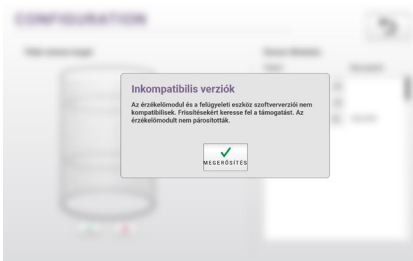 CONFIGURATION
Inkompatibilis verziók
Az érzékelőmodul és a felügyeleti eszköz szoftververziói nem
kompatibilisek. Frissítésekért keresse fel a támogatást. Az
érzékelőmodult nem párosították.
MEGERŐSÍTÉS